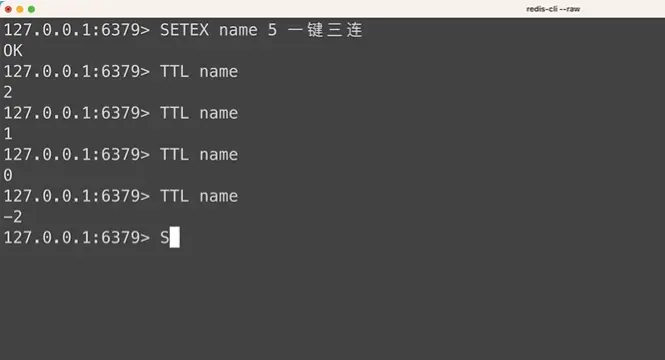 redis-cli --raw
127.0.0.1:6379> SETEX name 5 一键三连
OK
127.0.0.1:6379> TTL name
2
127.0.0.1:6379> TTL name
1
127.0.0.1:6379> TTL name
0
127.0.0.1:6379> TTL name
-2
127.0.0.1:6379> S